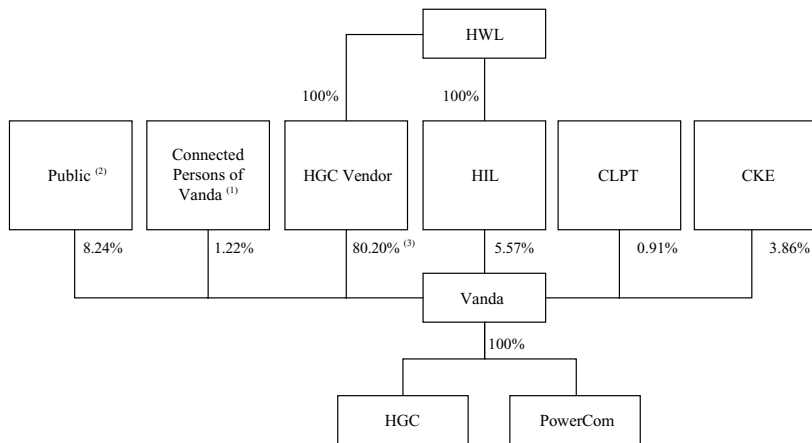 HWL
100%
100%
Public (2)
Connected
Persons of
Vanda (1)
HGC Vendor
HIL
CLPT
CKE
8.24%
1.22%
80.20% (3)
5.57%
0.91%
3.86%
Vanda
100%
HGC
PowerCom